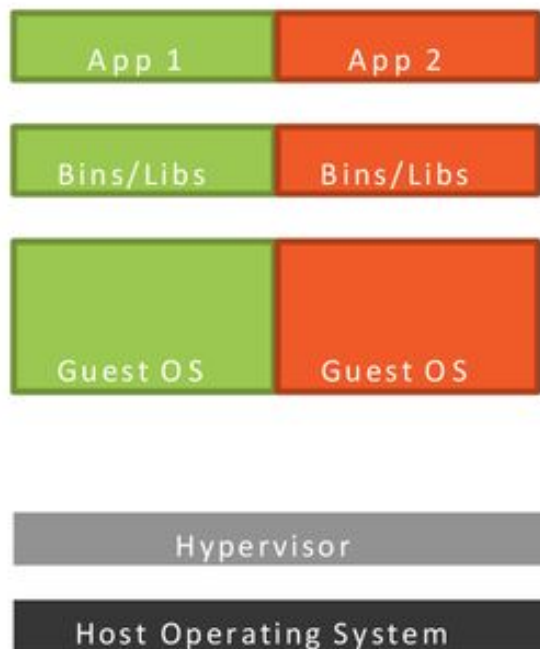 App 1 App 2
Bins/Libs Bins/Libs
Guest OS Guest OS
Hypervisor
Host Operating System